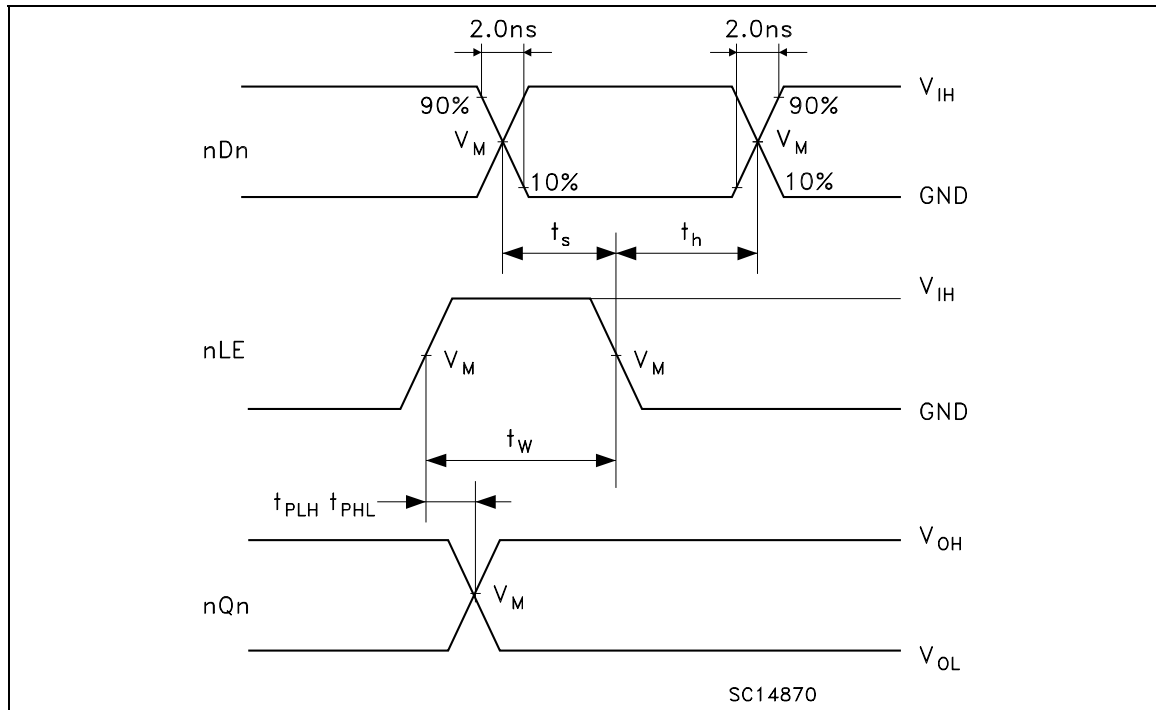 2.0ns 2.0ns
V_IH
90% 90%
nDn V_M V_M
10% 10%
GND
t_s t_h
V_IH
nLE V_M V_M
GND
t_W
t_PLH t_PHL
V_OH
nQn V_M
V_OL
SC14870